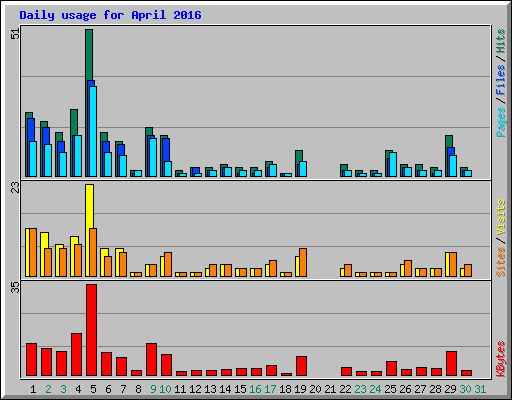 Daily usage for April 2016
51
Pages / Files / Hits
23
Sites / Visits
35
KBytes
1 2 3 4 5 6 7 8 9 10 11 12 13 14 15 16 17 18 19 20 21 22 23 24 25 26 27 28 29 30 31